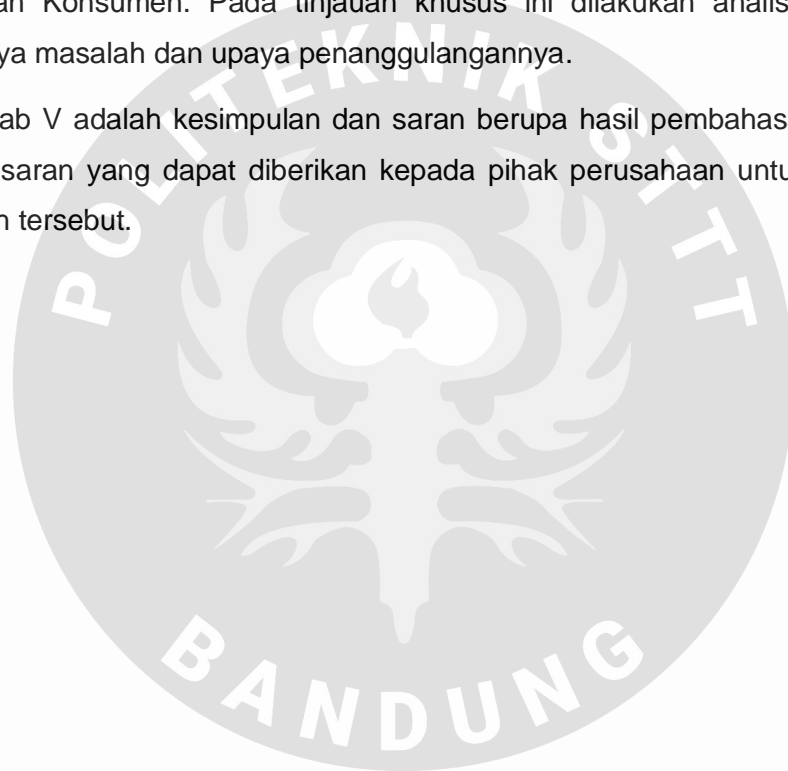 an Konsumen. Pada tinjauan khusus ini dilakukan analis
ya masalah dan upaya penanggulangannya.
ab V adalah kesimpulan dan saran berupa hasil pembahas
saran yang dapat diberikan kepada pihak perusahaan untu
n tersebut.
POLITEKNIK STTT
BANDUNG